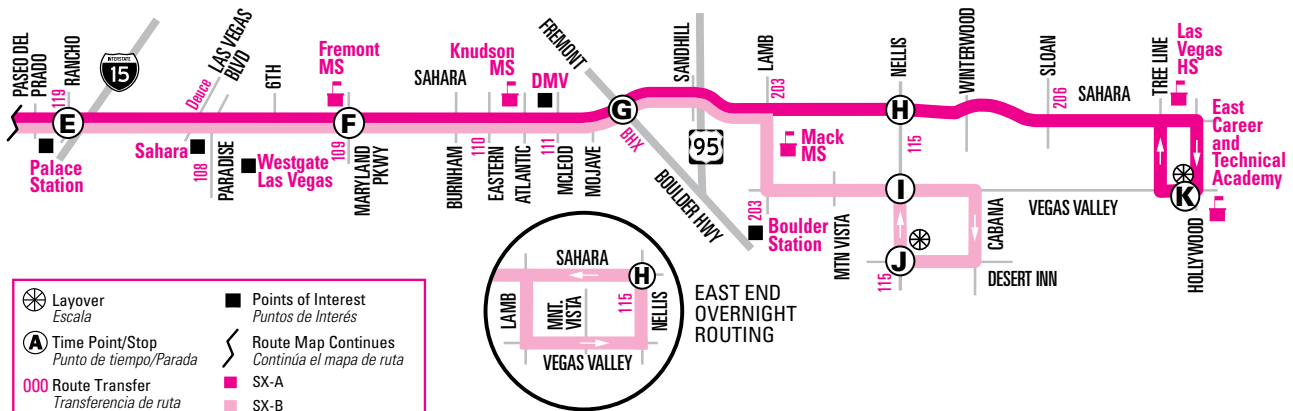 PASEO DEL
PRADO
RANCHO
119
INTERSTATE
15
Deuce
LAS VEGAS
BLVD
6TH
Fremont
MS
SAHARA
Knudson
MS
DMV
FREMONT
SANDHILL
LAMB
203
NELLIS
WINTERWOOD
SLOAN
206
SAHARA
TREE LINE
Las
Vegas
HS
E
F
G
H
Palace
Station
Sahara
108
PARADISE
Westgate
Las Vegas
109
MARYLAND
PKWY
BURNHAM
110
EASTERN
ATLANTIC
111
MCLEOD
MOJAVE
BHX
BOULDER HWY
95
Mack
MS
115
East
Career
and
Technical
Academy
203
Boulder
Station
MTN VISTA
I
J
115
CABANA
DESERT INN
VEGAS VALLEY
K
HOLLYWOOD
SAHARA
H
LAMB
MNT.
VISTA
115
NELLIS
VEGAS VALLEY
EAST END
OVERNIGHT
ROUTING
Layover
Escala
A Time Point/Stop
Punto de tiempo/Parada
000 Route Transfer
Transferencia de ruta
Points of Interest
Puntos de Interés
Route Map Continues
Continúa el mapa de ruta
SX-A
SX-B